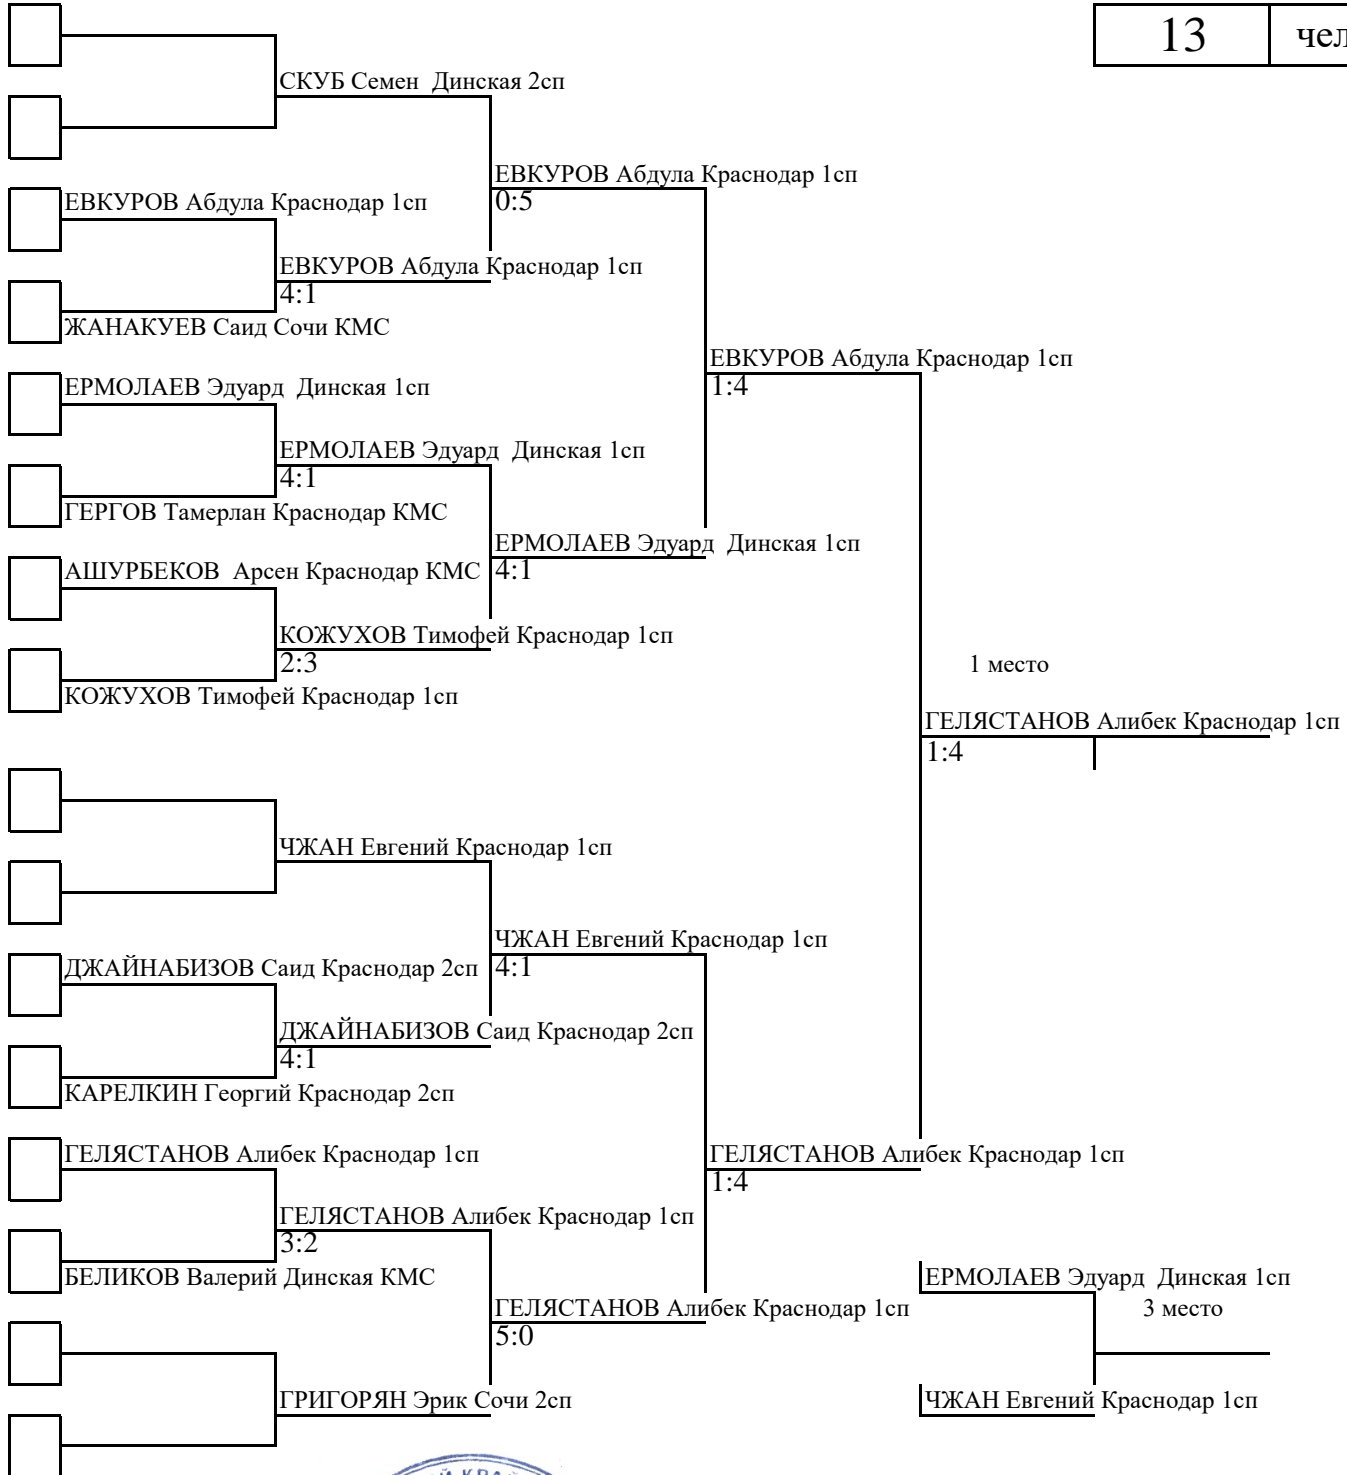 13 чел
СКУБ Семен Динская 2сп
ЕВКУРОВ Абдула Краснодар 1сп
0:5
ЕВКУРОВ Абдула Краснодар 1сп
ЕВКУРОВ Абдула Краснодар 1сп
4:1
ЖАНАКУЕВ Саид Сочи КМС
ЕВКУРОВ Абдула Краснодар 1сп
1:4
ЕРМОЛАЕВ Эдуард Динская 1сп
ЕРМОЛАЕВ Эдуард Динская 1сп
4:1
ГЕРГОВ Тамерлан Краснодар КМС
ЕРМОЛАЕВ Эдуард Динская 1сп
4:1
АШУРБЕКОВ Арсен Краснодар КМС
КОЖУХОВ Тимофей Краснодар 1сп
2:3
КОЖУХОВ Тимофей Краснодар 1сп
1 место
ГЕЛЯСТАНОВ Алибек Краснодар 1сп
1:4
ЧЖАН Евгений Краснодар 1сп
ЧЖАН Евгений Краснодар 1сп
4:1
ДЖАЙНАБИЗОВ Саид Краснодар 2сп
ДЖАЙНАБИЗОВ Саид Краснодар 2сп
4:1
КАРЕЛКИН Георгий Краснодар 2сп
ГЕЛЯСТАНОВ Алибек Краснодар 1сп
ГЕЛЯСТАНОВ Алибек Краснодар 1сп
1:4
ГЕЛЯСТАНОВ Алибек Краснодар 1сп
3:2
БЕЛИКОВ Валерий Динская КМС
ГЕЛЯСТАНОВ Алибек Краснодар 1сп
5:0
ГРИГОРЯН Эрик Сочи 2сп
ЕРМОЛАЕВ Эдуард Динская 1сп
3 место
ЧЖАН Евгений Краснодар 1сп